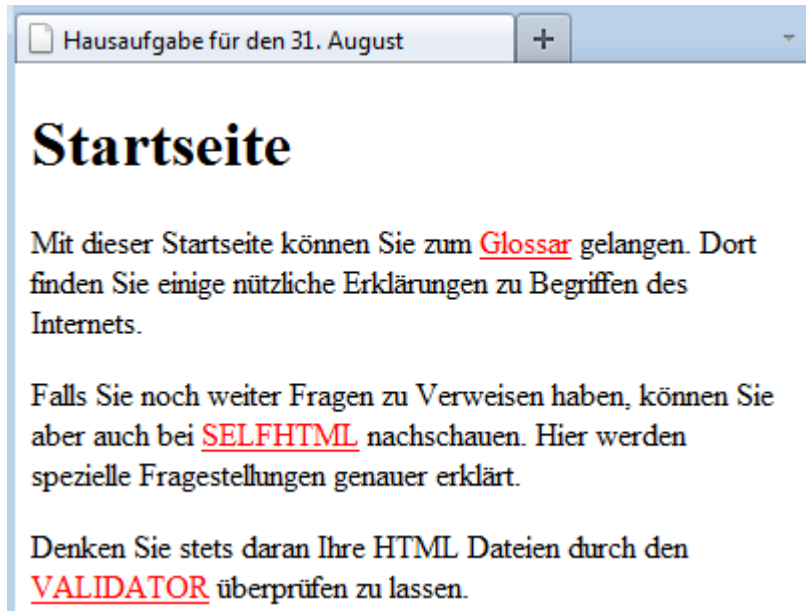 Hausaufgabe für den 31. August
Startseite
Mit dieser Startseite können Sie zum Glossar gelangen. Dort
finden Sie einige nützliche Erklärungen zu Begriffen des
Internets.
Falls Sie noch weiter Fragen zu Verweisen haben, können Sie
aber auch bei SELFHTML nachschauen. Hier werden
spezielle Fragestellungen genauer erklärt.
Denken Sie stets daran Ihre HTML Dateien durch den
VALIDATOR überprüfen zu lassen.